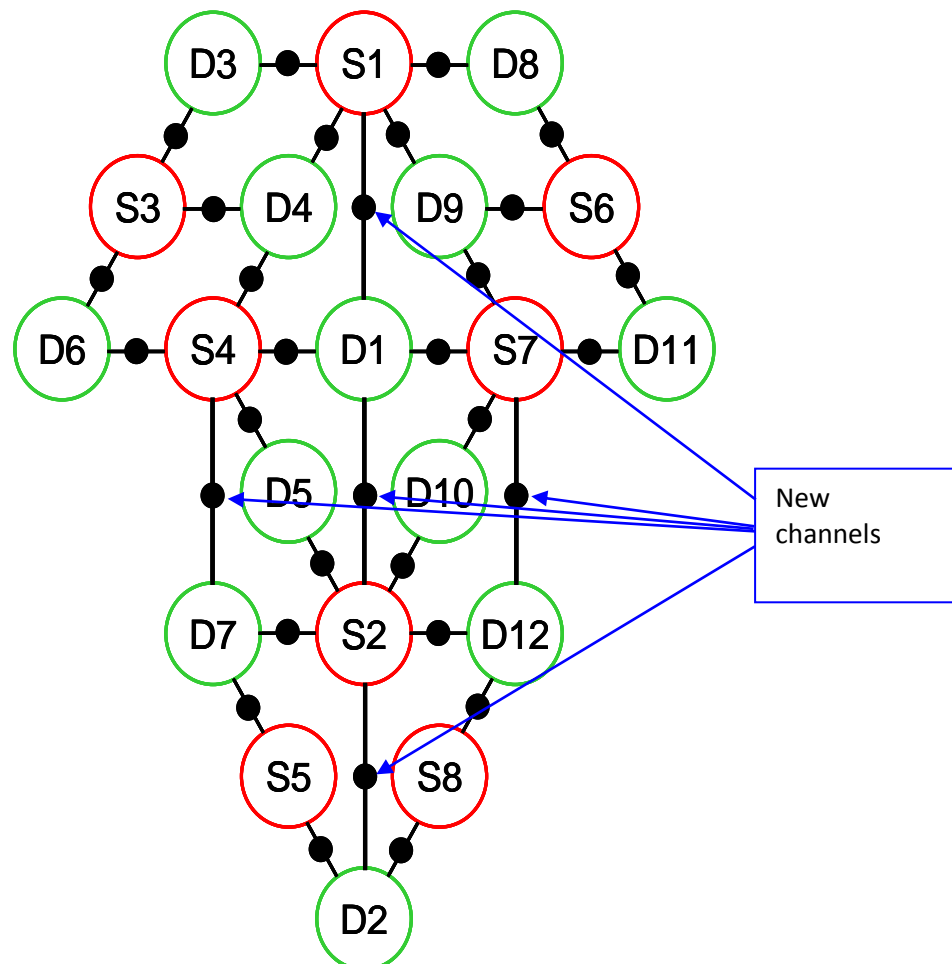 D3 S1 D8
S3 D4 D9 S6
D6 S4 D1 S7 D11
D5 D10
New
channels
D7 S2 D12
S5 S8
D2